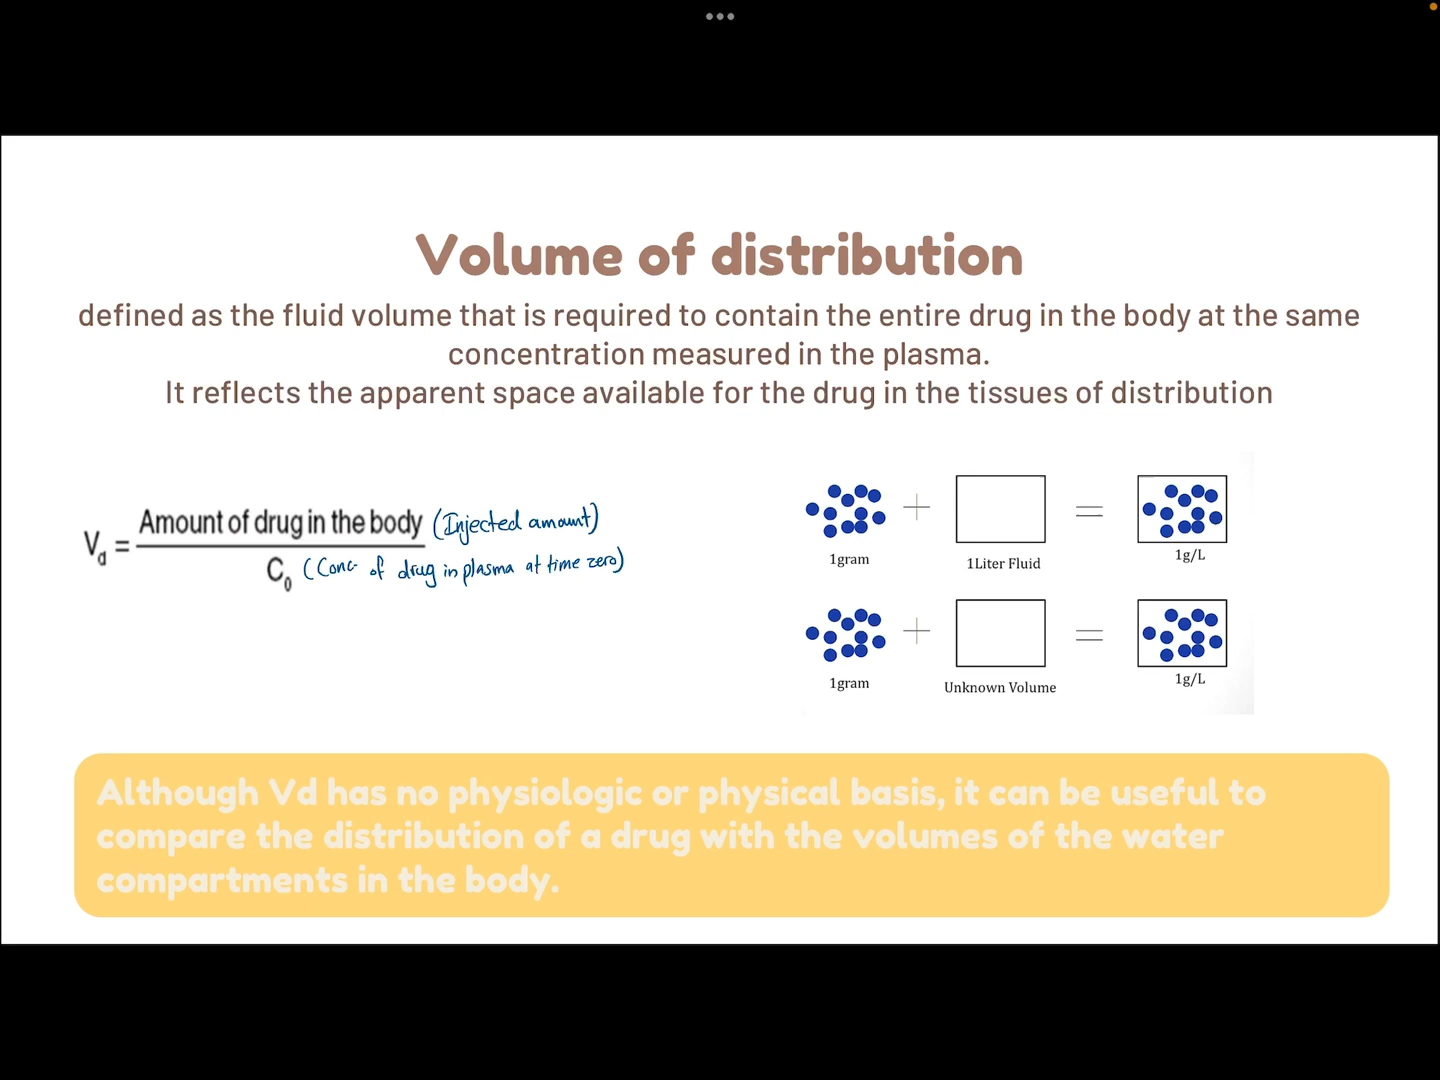 Volume of distribution
defined as the fluid volume that is required to contain the entire drug in the body at the same
concentration measured in the plasma.
It reflects the apparent space available for the drug in the tissues of distribution
Vd = Amount of drug in the body (Injected amount)
C0 (Conc of drug in plasma at time zero)
+ =
1gram 1Liter Fluid 1g/L
+ =
1gram Unknown Volume 1g/L
Although Vd has no physiologic or physical basis, it can be useful to
compare the distribution of a drug with the volumes of the water
compartments in the body.